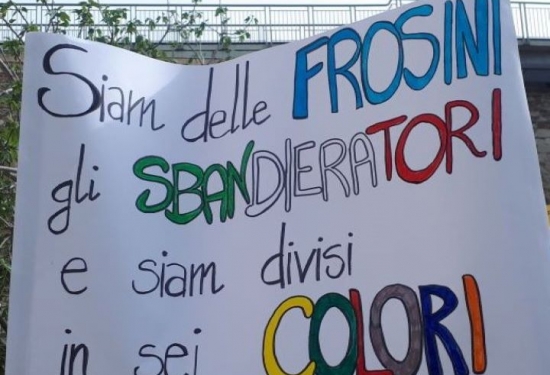 Siam delle FROSINI
gli SBANDIERATORI
e siam divisi
in sei COLORI